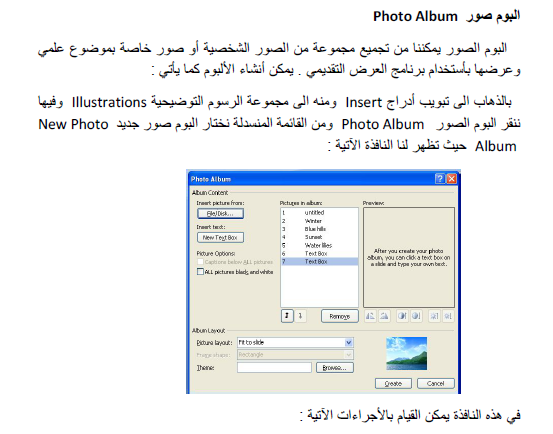 البوم صور Photo Album
البوم الصور يمكننا من تجميع مجموعة من الصور الشخصية أو صور خاصة بموضوع علمي
وعرضها بأستخدام برنامج العرض التقديمي . يمكن أنشاء الألبوم كما يأتي :
بالذهاب الى تبويب أدراج Insert ومنه الى مجموعة الرسوم التوضيحية Illustrations وفيها
ننقر البوم الصور Photo Album ومن القائمة المنسدلة نختار البوم صور جديد New Photo
Album حيث تظهر لنا النافذة الآتية :
Photo Album
Album Content
Insert picture from:
File/Disk...
Insert text:
New Text Box
Picture Options:
Captions below ALL pictures
ALL pictures black and white
Pictures in album:
1 untitled
2 Winter
3 Blue hills
4 Sunset
5 Water lilies
6 Text Box
7 Text Box
Remove
Preview:
After you create your photo
album, you can click a text box on
a slide and type your own text.
Album Layout
Picture layout: Fit to slide
Frame shape: Rectangle
Theme:
Browse...
Create
Cancel
في هذه النافذة يمكن القيام بالأجراءات الآتية :